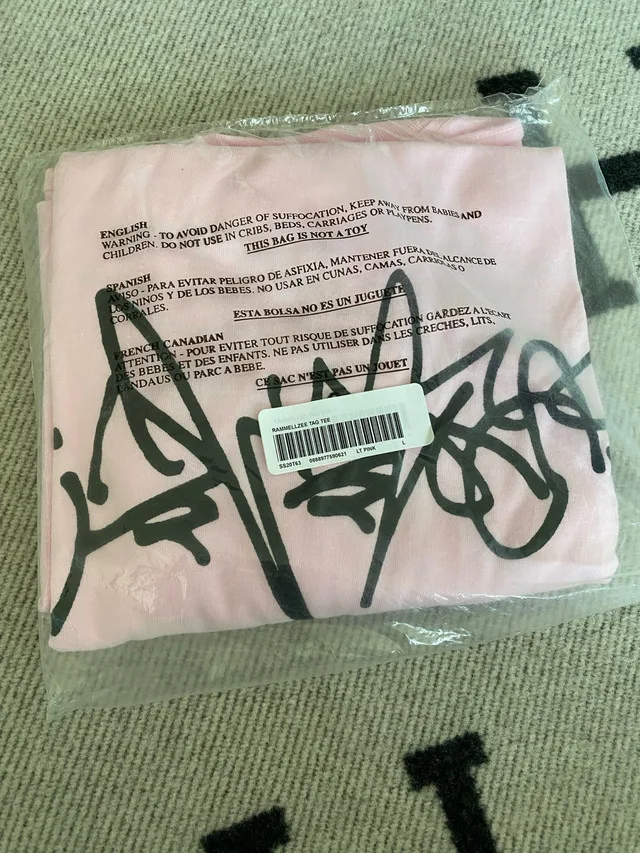 ENGLISH
WARNING - TO AVOID DANGER OF SUFFOCATION, KEEP AWAY FROM BABIES AND
CHILDREN. DO NOT USE IN CRIBS, BEDS, CARRIAGES OR PLAYPENS.
THIS BAG IS NOT A TOY
SPANISH
AVISO - PARA EVITAR PELIGRO DE ASFIXIA, MANTENER FUERA DEL ALCANCE DE
LOS NINOS Y DE LOS BEBES. NO USAR EN CUNAS, CAMAS, CARRIOLAS O
CORRALES.
ESTA BOLSA NO ES UN JUGUETE
FRENCH CANADIAN
ATTENTION - POUR EVITER TOUT RISQUE DE SUFFOCATION GARDEZ A L'ECART
DES BEBES ET DES ENFANTS. NE PAS UTILISER DANS LES CRECHES, LITS,
LANDAUS OU PARC A BEBE.
CE SAC N'EST PAS UN JOUET
RAMMELLZEE TAG TEE
SS20T63 0888977590621 LT PINK L